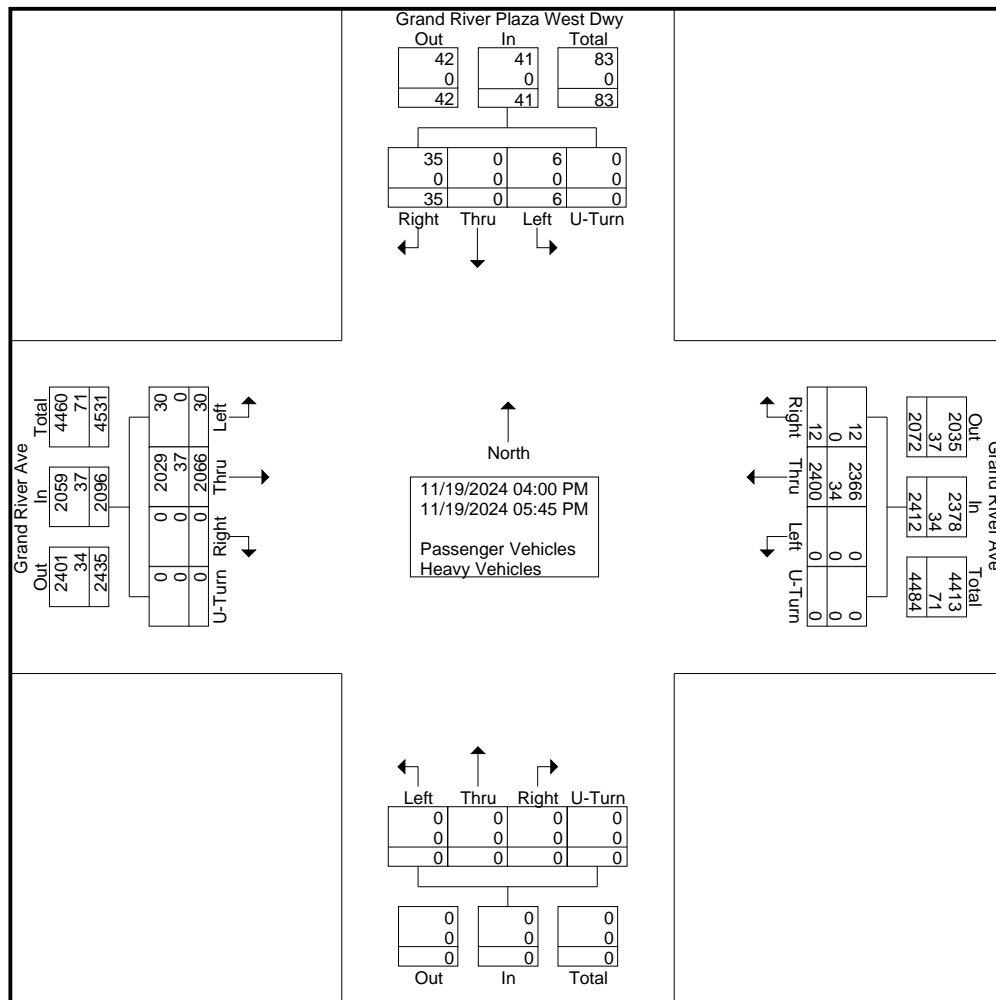 Grand River Plaza West Dwy
Out In Total
42 41 83
0 0 0
42 41 83
35 0 6 0
0 0 0 0
35 0 6 0
Right Thru Left U-Turn
Grand River Ave
Total In Out
4460 2059 2401
71 37 34
4531 2096 2435
30 2029 0 0
0 37 0 0
30 2066 0 0
Left Thru Right U-Turn
North
11/19/2024 04:00 PM
11/19/2024 05:45 PM
Passenger Vehicles
Heavy Vehicles
Right Thru Left U-Turn
12 2366 0 0
0 34 0 0
12 2400 0 0
Out In Total
2035 2378 4413
37 34 71
2072 2412 4484
Grand River Ave
Left Thru Right U-Turn
0 0 0 0
0 0 0 0
0 0 0 0
0 0 0
0 0 0
0 0 0
Out In Total